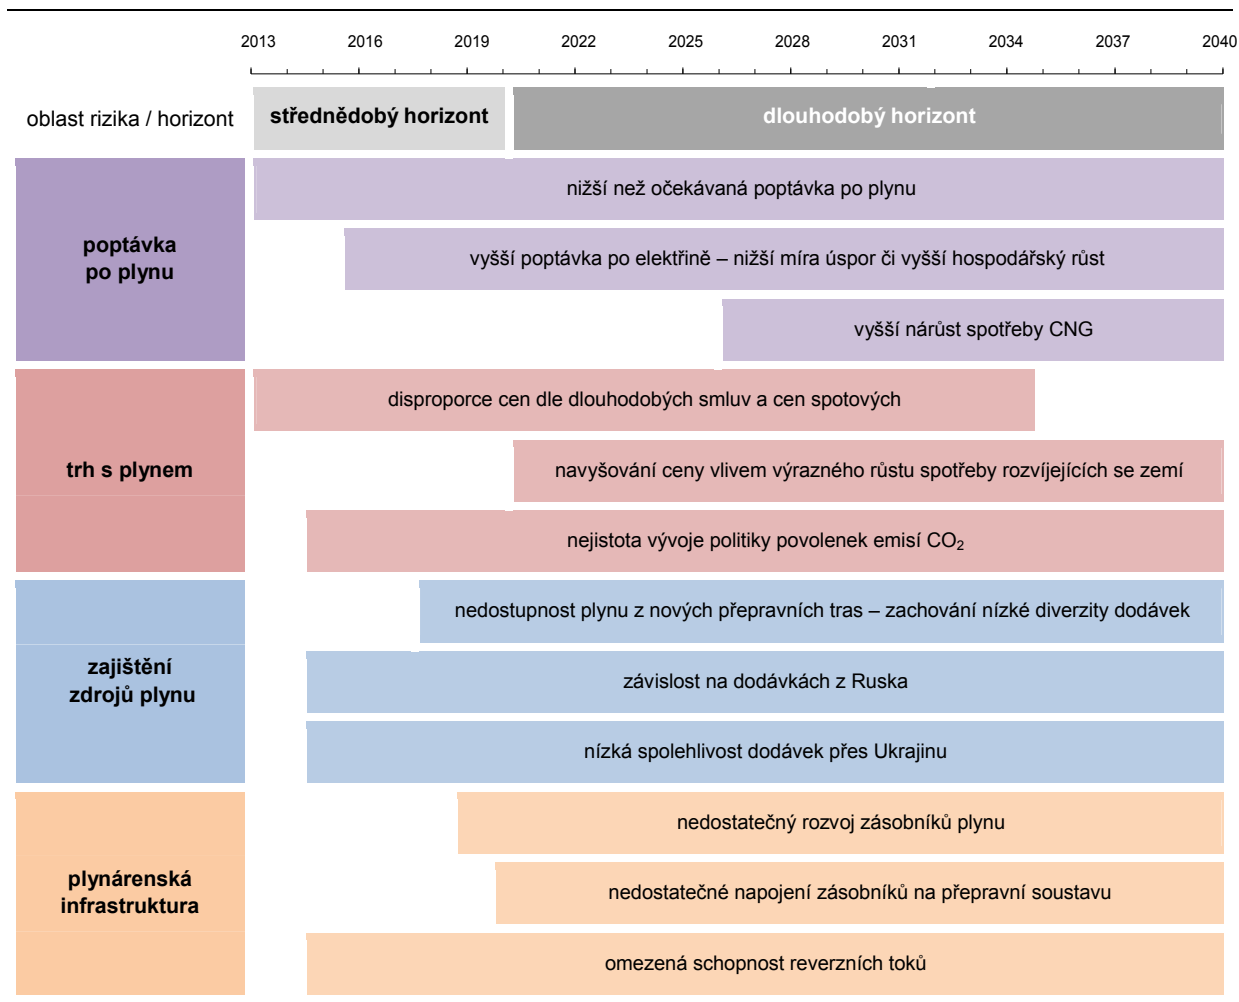 2013 2016 2019 2022 2025 2028 2031 2034 2037 2040
oblast rizika / horizont
střednědobý horizont
dlouhodobý horizont
poptávka
po plynu
nižší než očekávaná poptávka po plynu
vyšší poptávka po elektřině – nižší míra úspor či vyšší hospodářský růst
vyšší nárůst spotřeby CNG
trh s plynem
disproporce cen dle dlouhodobých smluv a cen spotových
navyšování ceny vlivem výrazného růstu spotřeby rozvíjejících se zemí
nejistota vývoje politiky povolenek emisí CO₂
zajištění
zdrojů plynu
nedostupnost plynu z nových přepravních tras – zachování nízké diverzity dodávek
závislost na dodávkách z Ruska
nízká spolehlivost dodávek přes Ukrajinu
plynárenská
infrastruktura
nedostatečný rozvoj zásobníků plynu
nedostatečné napojení zásobníků na přepravní soustavu
omezená schopnost reverzních toků